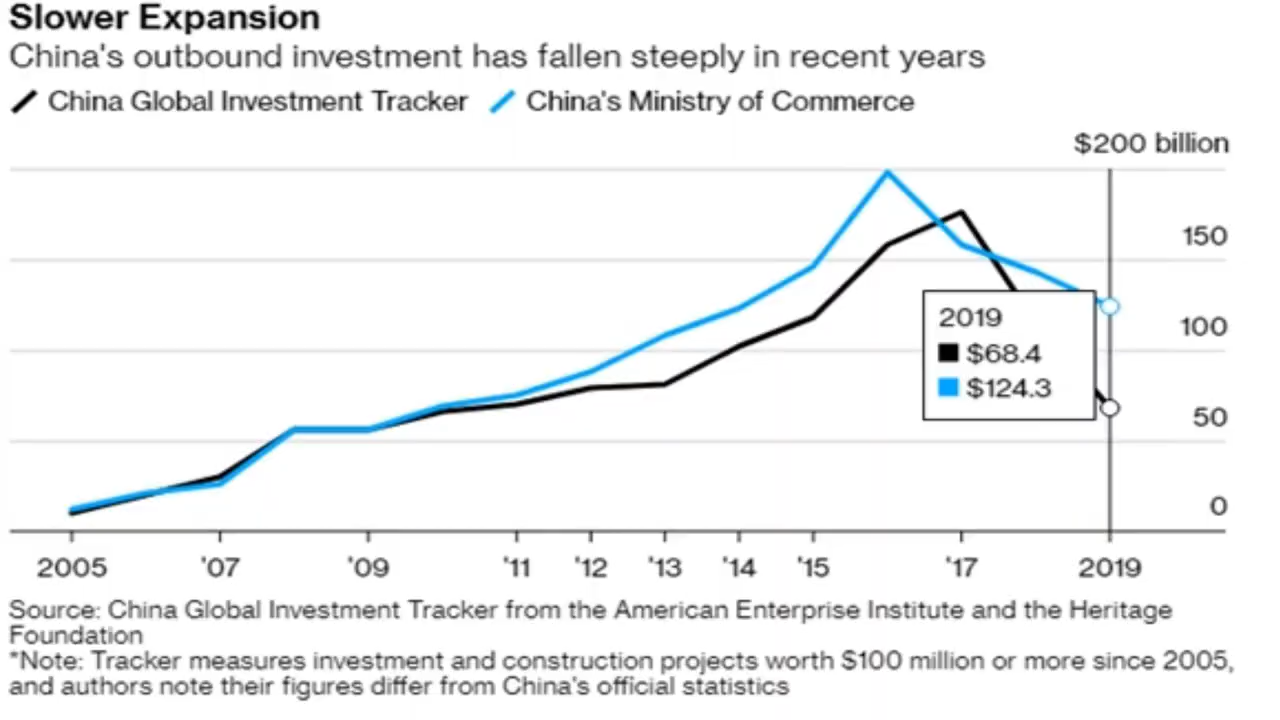 Slower Expansion
China's outbound investment has fallen steeply in recent years
China Global Investment Tracker China's Ministry of Commerce
$200 billion
150
100
50
0
2019
$68.4
$124.3
2005 '07 '09 '11 '12 '13 '14 '15 '17 2019
Source: China Global Investment Tracker from the American Enterprise Institute and the Heritage
Foundation
*Note: Tracker measures investment and construction projects worth $100 million or more since 2005,
and authors note their figures differ from China's official statistics